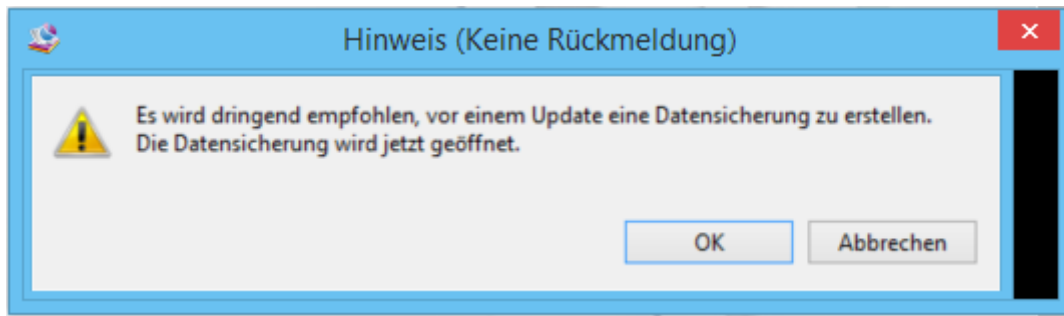 Hinweis (Keine Rückmeldung)
Es wird dringend empfohlen, vor einem Update eine Datensicherung zu erstellen.
Die Datensicherung wird jetzt geöffnet.
OK
Abbrechen